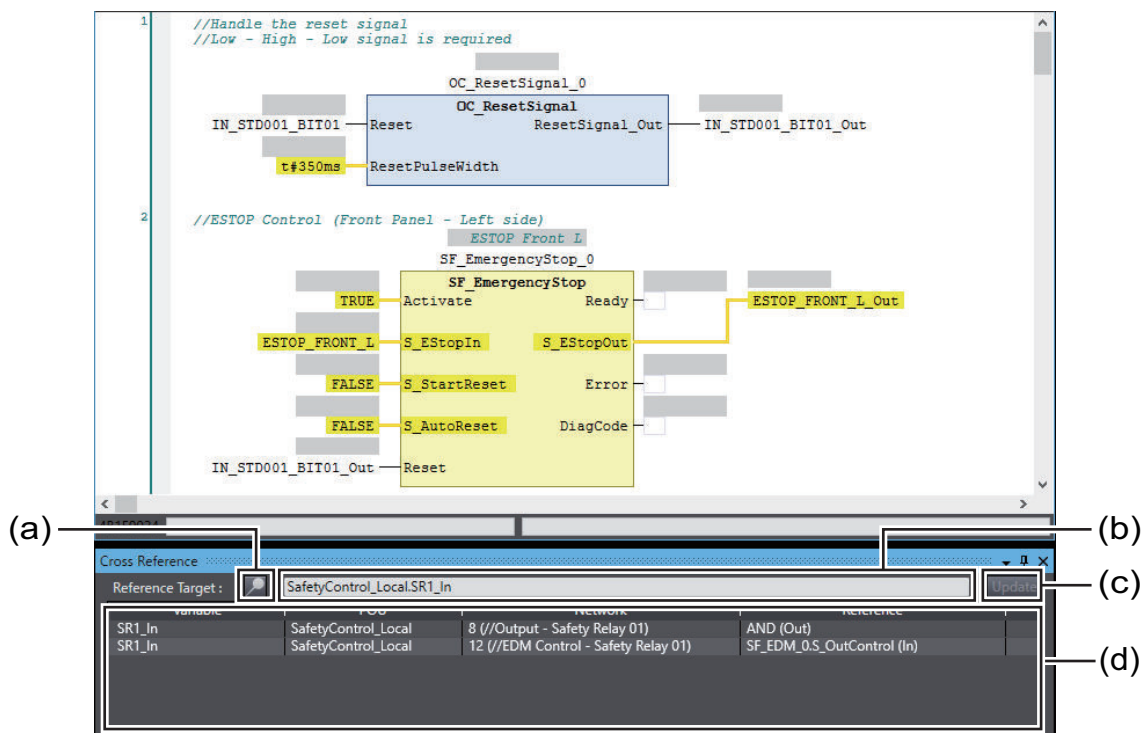 1 //Handle the reset signal
//Low - High - Low signal is required
OC_ResetSignal_0
OC_ResetSignal
IN_STD001_BIT01 Reset ResetSignal_Out IN_STD001_BIT01_Out
t#350ms ResetPulseWidth
2 //ESTOP Control (Front Panel - Left side)
ESTOP Front L
SF_EmergencyStop_0
SF_EmergencyStop
TRUE Activate Ready
ESTOP_FRONT_L_Out
ESTOP_FRONT_L S_EStopIn S_EStopOut
FALSE S_StartReset Error
FALSE S_AutoReset DiagCode
IN_STD001_BIT01_Out Reset
(a) (b)
Cross Reference
Reference Target : SafetyControl_Local.SR1_In Update (c)
Variable POU Network Reference
SR1_In SafetyControl_Local 8 (//Output - Safety Relay 01) AND (Out)
SR1_In SafetyControl_Local 12 (//EDM Control - Safety Relay 01) SF_EDM_0.S_OutControl (In)
(d)